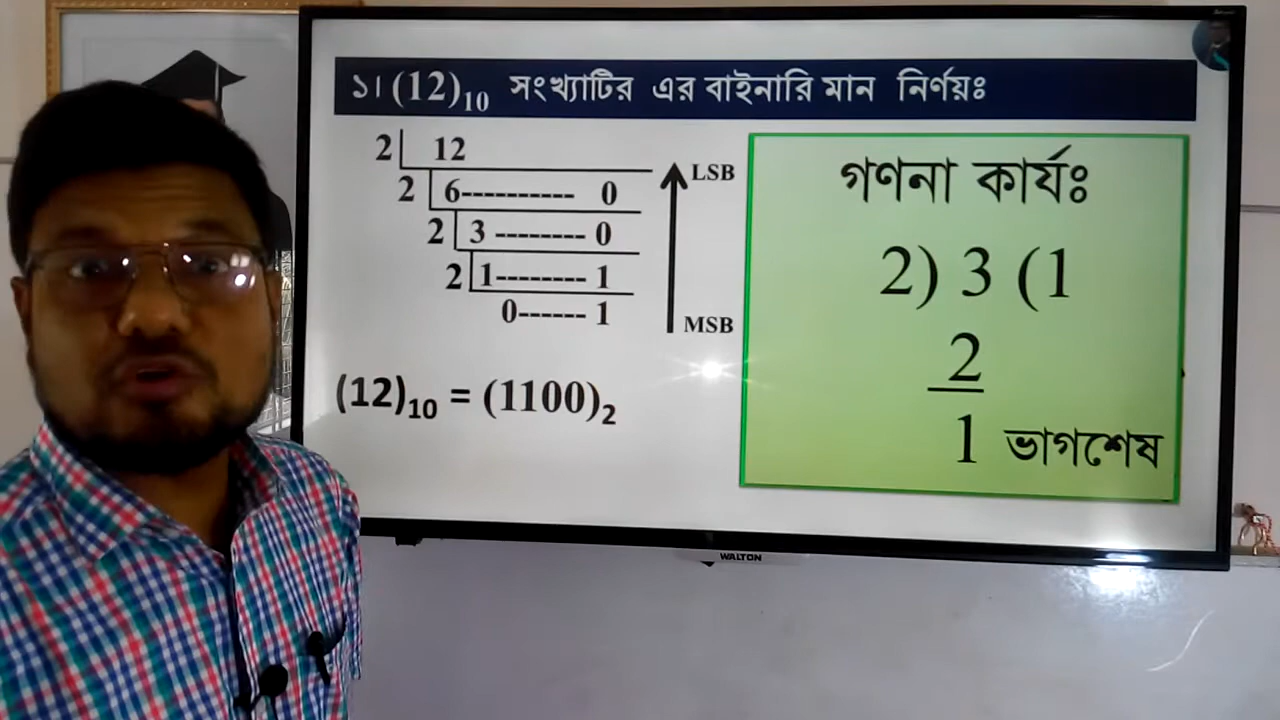 ১। (12)₁₀ সংখ্যাটির এর বাইনারি মান নির্ণয়ঃ
2 12
2 6---------- 0 LSB
2 3 -------- 0
2 1-------- 1
0------ 1 MSB
(12)₁₀ = (1100)₂
গণনা কার্যঃ
2) 3 (1
2
1 ভাগশেষ
WALTON